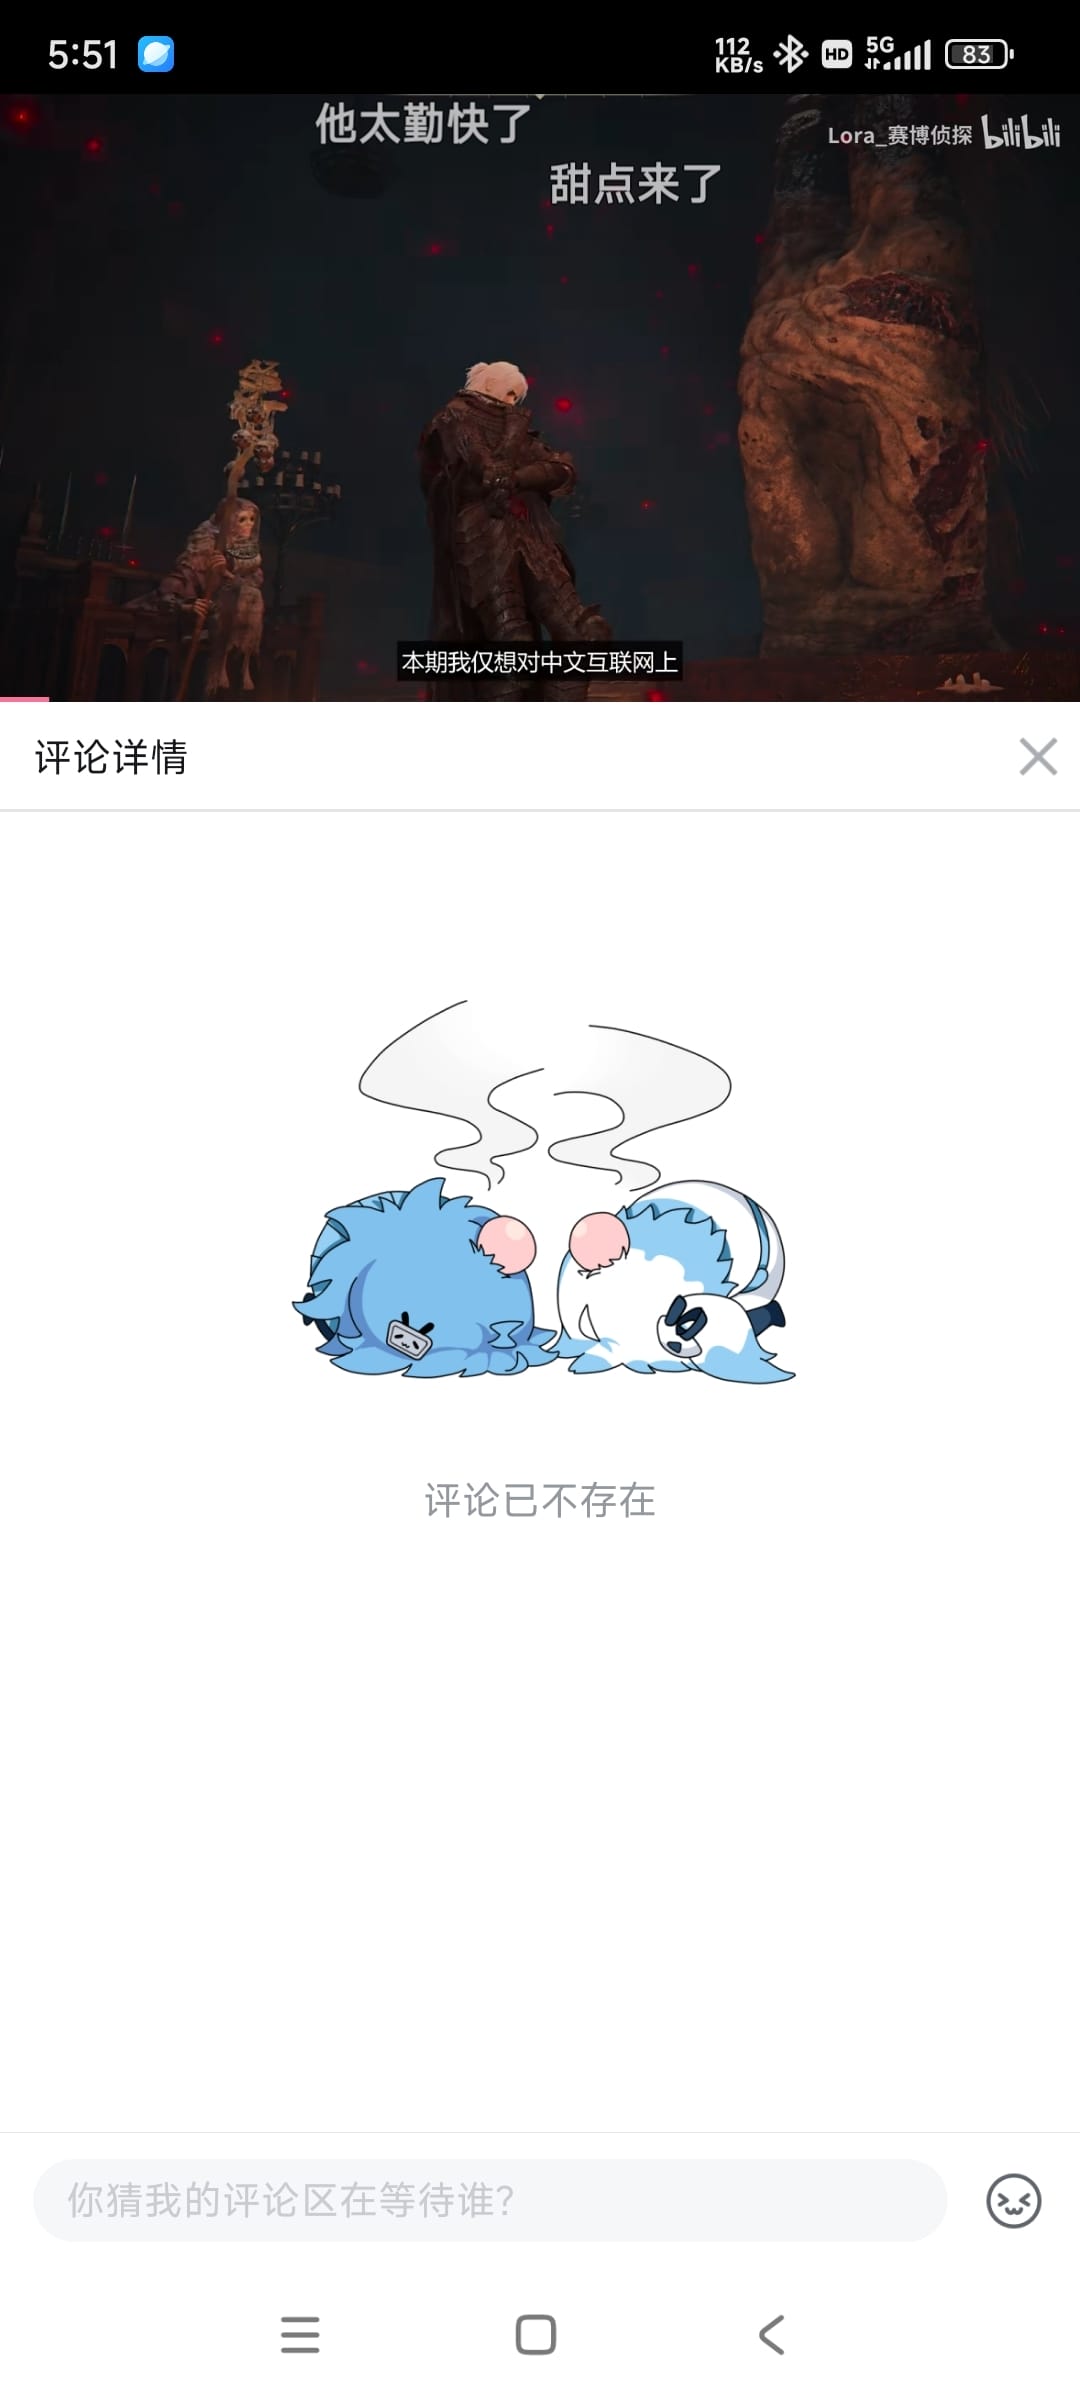 5:51
112
KB/s
HD
5G
83
他太勤快了
Lora_赛博侦探 bilibili
甜点来了
本期我仅想对中文互联网上
评论详情
评论已不存在
你猜我的评论区在等待谁?